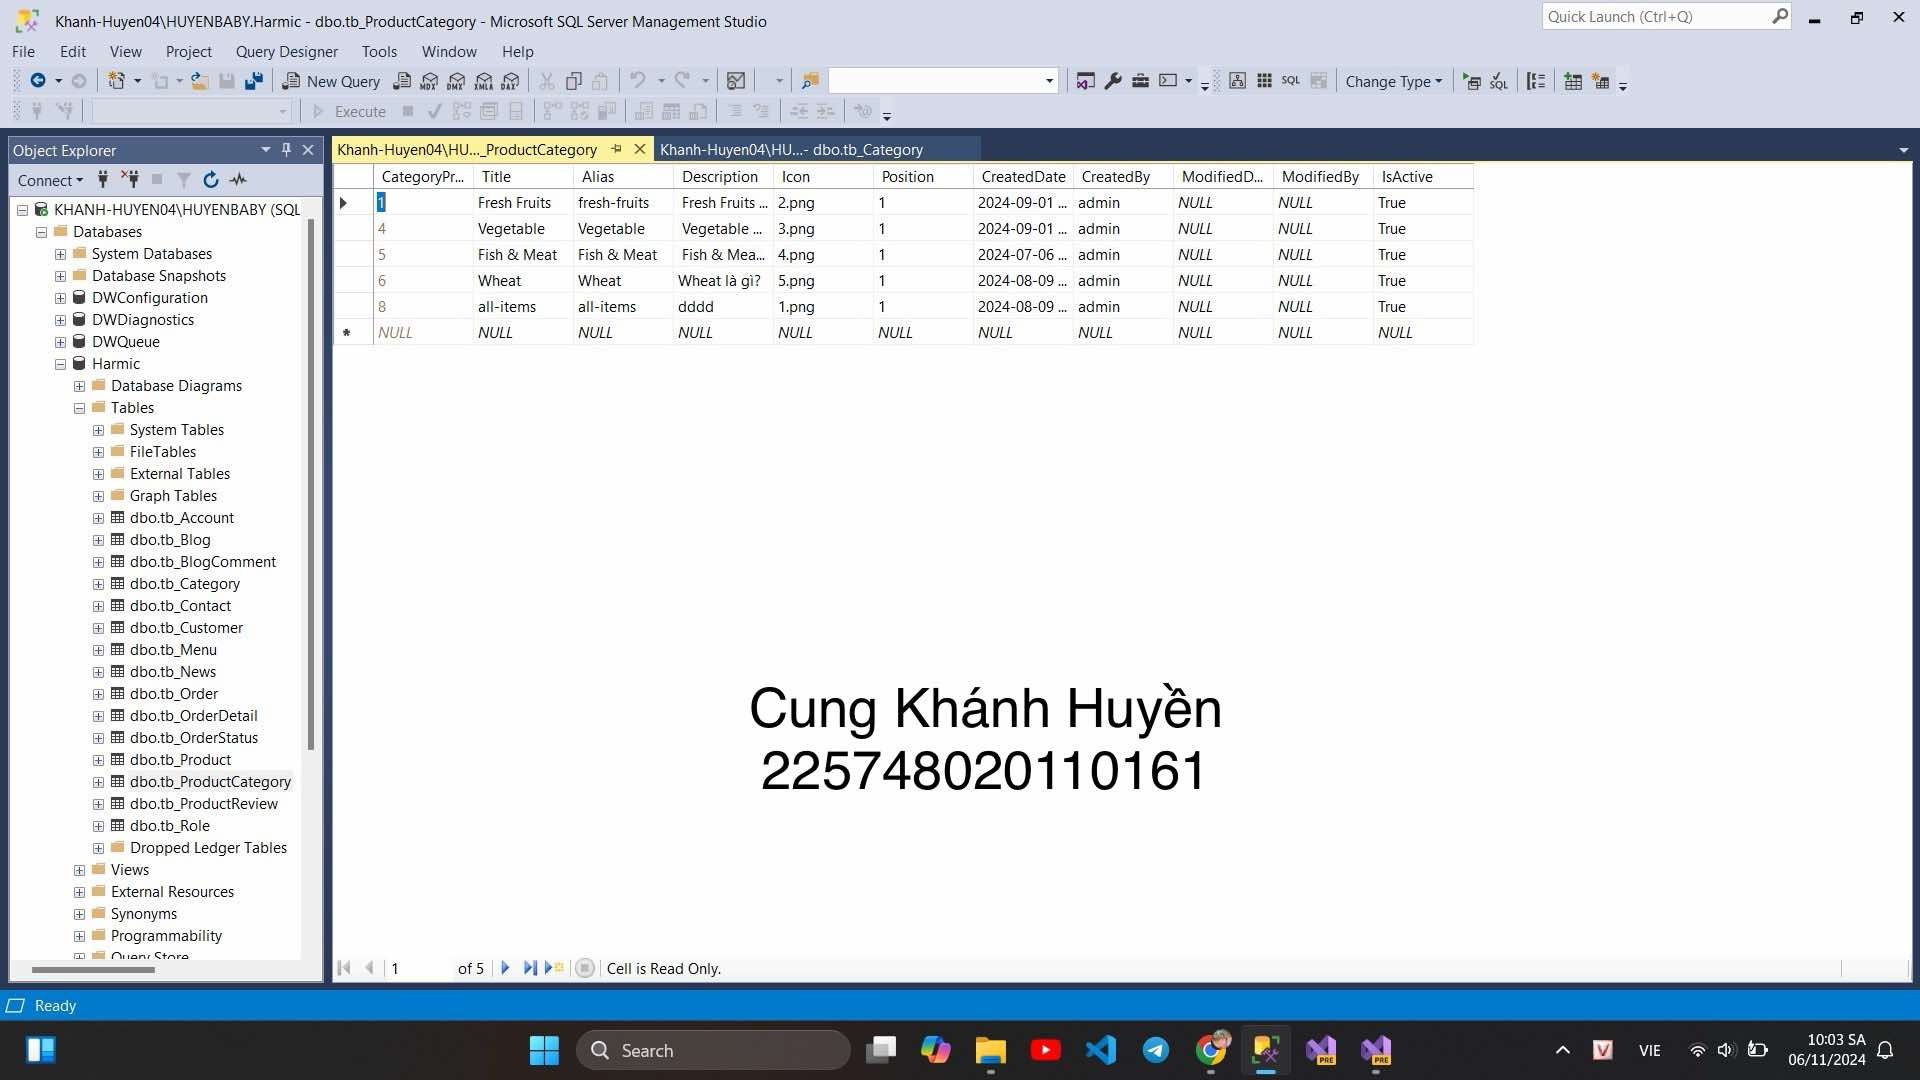 Khanh-Huyen04\HUYENBABY.Harmic - dbo.tb_ProductCategory - Microsoft SQL Server Management Studio
Quick Launch (Ctrl+Q)
File Edit View Project Query Designer Tools Window Help
New Query MDX DMX XMLA DAX SQL Change Type SQL
Execute
Object Explorer
Khanh-Huyen04\HU..._ProductCategory Khanh-Huyen04\HU...- dbo.tb_Category
Connect
KHANH-HUYEN04\HUYENBABY (SQL
Databases
System Databases
Database Snapshots
DWConfiguration
DWDiagnostics
DWQueue
Harmic
Database Diagrams
Tables
System Tables
FileTables
External Tables
Graph Tables
dbo.tb_Account
dbo.tb_Blog
dbo.tb_BlogComment
dbo.tb_Category
dbo.tb_Contact
dbo.tb_Customer
dbo.tb_Menu
dbo.tb_News
dbo.tb_Order
dbo.tb_OrderDetail
dbo.tb_OrderStatus
dbo.tb_Product
dbo.tb_ProductCategory
dbo.tb_ProductReview
dbo.tb_Role
Dropped Ledger Tables
Views
External Resources
Synonyms
Programmability
Query Store
CategoryPr... Title Alias Description Icon Position CreatedDate CreatedBy ModifiedD... ModifiedBy IsActive
1 Fresh Fruits fresh-fruits Fresh Fruits ... 2.png 1 2024-09-01 ... admin NULL NULL True
4 Vegetable Vegetable Vegetable ... 3.png 1 2024-09-01 ... admin NULL NULL True
5 Fish & Meat Fish & Meat Fish & Mea... 4.png 1 2024-07-06 ... admin NULL NULL True
6 Wheat Wheat Wheat là gì? 5.png 1 2024-08-09 ... admin NULL NULL True
8 all-items all-items dddd 1.png 1 2024-08-09 ... admin NULL NULL True
NULL NULL NULL NULL NULL NULL NULL NULL NULL NULL NULL
Cung Khánh Huyền
225748020110161
1 of 5 Cell is Read Only.
Ready
Search
PRE PRE
VIE
10:03 SA
06/11/2024